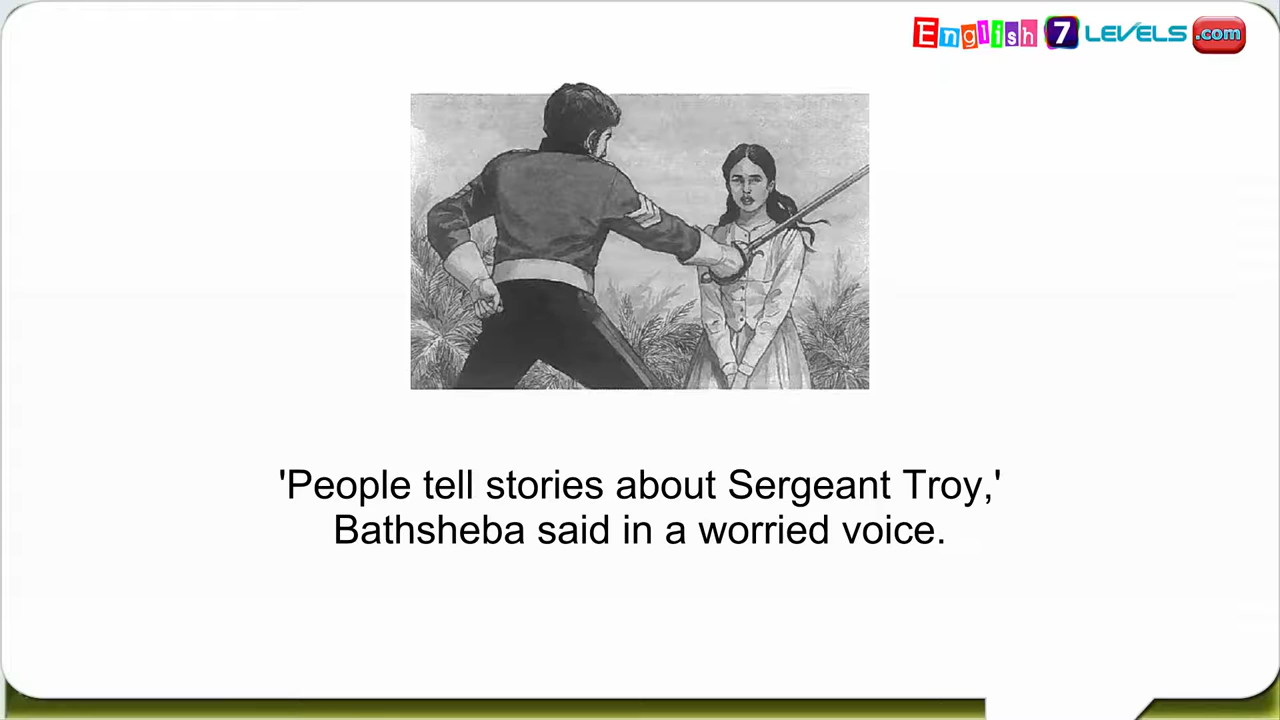 English 7 LEVELS .com
'People tell stories about Sergeant Troy,'
Bathsheba said in a worried voice.